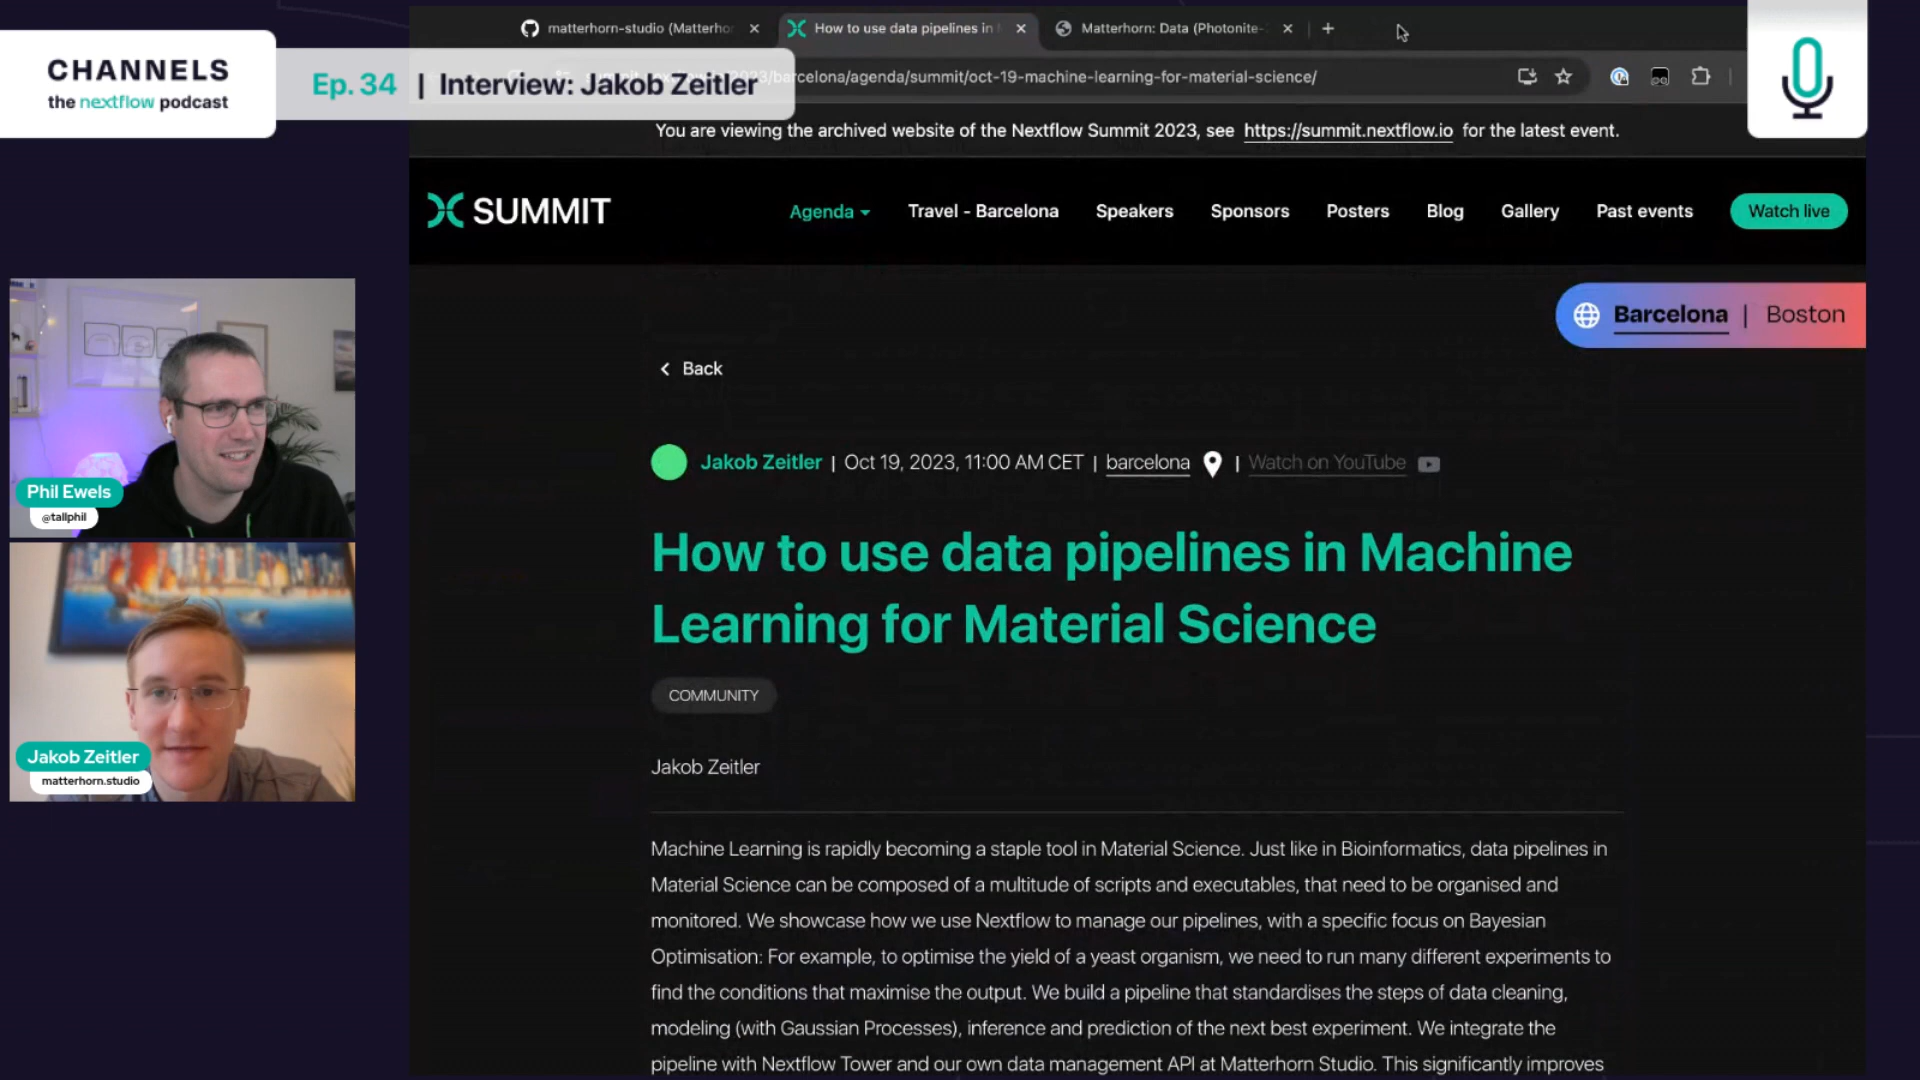 matterhorn-studio (Matterho
How to use data pipelines in
Matterhorn: Data (Photonite-
CHANNELS
the nextflow podcast
Ep. 34 | Interview: Jakob Zeitler
barcelona/agenda/summit/oct-19-machine-learning-for-material-science/
You are viewing the archived website of the Nextflow Summit 2023, see https://summit.nextflow.io for the latest event.
SUMMIT
Agenda
Travel - Barcelona
Speakers
Sponsors
Posters
Blog
Gallery
Past events
Watch live
Barcelona | Boston
Back
Jakob Zeitler | Oct 19, 2023, 11:00 AM CET | barcelona | Watch on YouTube
How to use data pipelines in Machine
Learning for Material Science
COMMUNITY
Jakob Zeitler
Machine Learning is rapidly becoming a staple tool in Material Science. Just like in Bioinformatics, data pipelines in
Material Science can be composed of a multitude of scripts and executables, that need to be organised and
monitored. We showcase how we use Nextflow to manage our pipelines, with a specific focus on Bayesian
Optimisation: For example, to optimise the yield of a yeast organism, we need to run many different experiments to
find the conditions that maximise the output. We build a pipeline that standardises the steps of data cleaning,
modeling (with Gaussian Processes), inference and prediction of the next best experiment. We integrate the
pipeline with Nextflow Tower and our own data management API at Matterhorn Studio. This significantly improves
Phil Ewels
@tallphil
Jakob Zeitler
matterhorn.studio